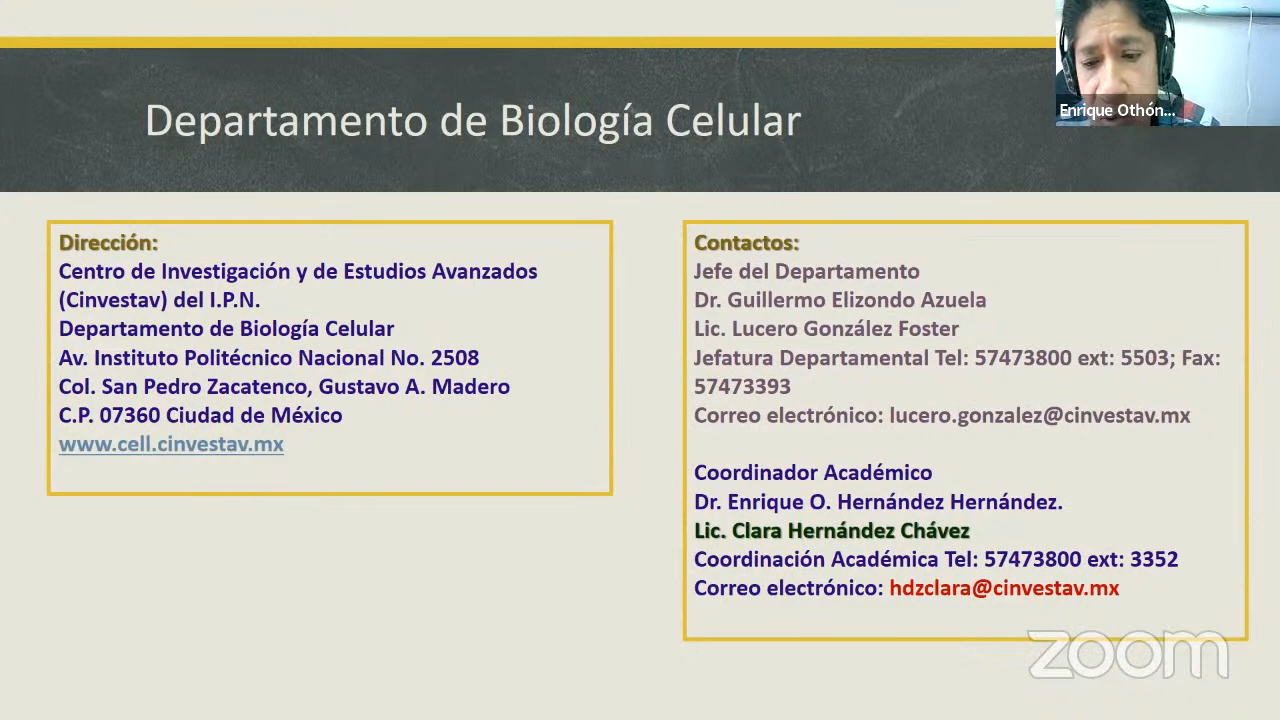 Departamento de Biología Celular
Enrique Othón...
Dirección:
Centro de Investigación y de Estudios Avanzados
(Cinvestav) del I.P.N.
Departamento de Biología Celular
Av. Instituto Politécnico Nacional No. 2508
Col. San Pedro Zacatenco, Gustavo A. Madero
C.P. 07360 Ciudad de México
www.cell.cinvestav.mx
Contactos:
Jefe del Departamento
Dr. Guillermo Elizondo Azuela
Lic. Lucero González Foster
Jefatura Departamental Tel: 57473800 ext: 5503; Fax:
57473393
Correo electrónico: lucero.gonzalez@cinvestav.mx
Coordinador Académico
Dr. Enrique O. Hernández Hernández.
Lic. Clara Hernández Chávez
Coordinación Académica Tel: 57473800 ext: 3352
Correo electrónico: hdzclara@cinvestav.mx
zoom